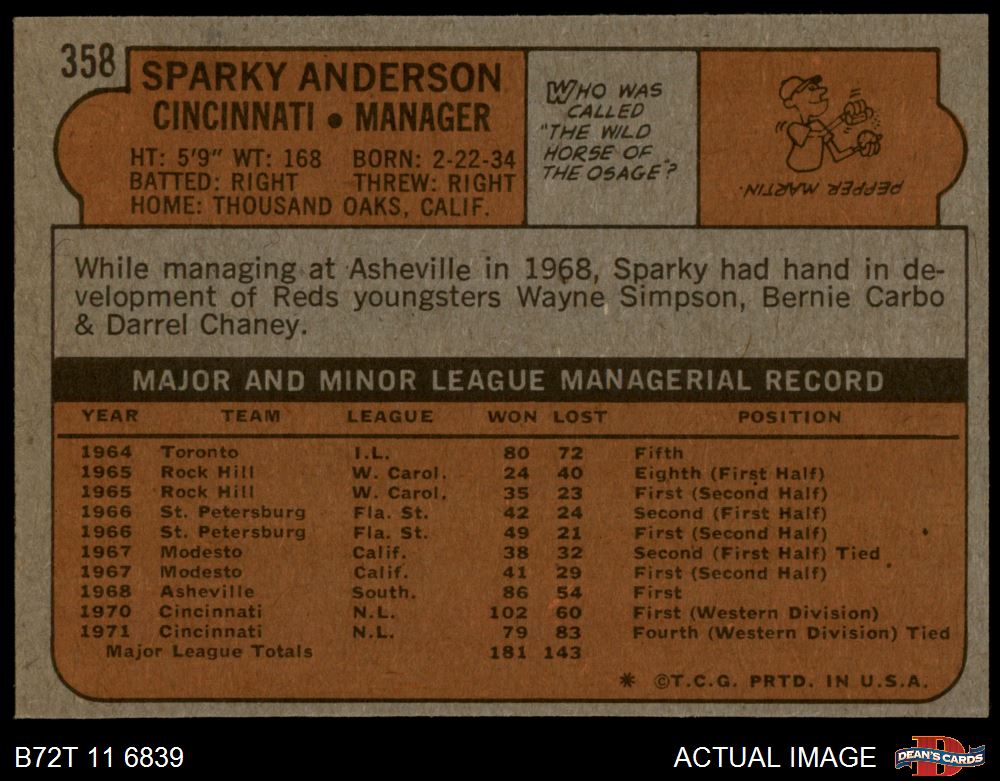 358
SPARKY ANDERSON
CINCINNATI • MANAGER
HT: 5'9" WT: 168 BORN: 2-22-34
BATTED: RIGHT THREW: RIGHT
HOME: THOUSAND OAKS, CALIF.
WHO WAS
CALLED
"THE WILD
HORSE OF
THE OSAGE"?
PEPPER MARTIN.
While managing at Asheville in 1968, Sparky had hand in de-
velopment of Reds youngsters Wayne Simpson, Bernie Carbo
& Darrel Chaney.
MAJOR AND MINOR LEAGUE MANAGERIAL RECORD
YEAR TEAM LEAGUE WON LOST POSITION
1964 Toronto I.L. 80 72 Fifth
1965 Rock Hill W. Carol. 24 40 Eighth (First Half)
1965 Rock Hill W. Carol. 35 23 First (Second Half)
1966 St. Petersburg Fla. St. 42 24 Second (First Half)
1966 St. Petersburg Fla. St. 49 21 First (Second Half)
1967 Modesto Calif. 38 32 Second (First Half) Tied
1967 Modesto Calif. 41 29 First (Second Half)
1968 Asheville South. 86 54 First
1970 Cincinnati N.L. 102 60 First (Western Division)
1971 Cincinnati N.L. 79 83 Fourth (Western Division) Tied
Major League Totals 181 143
* ©T.C.G. PRTD. IN U.S.A.
B72T 11 6839
ACTUAL IMAGE
D
DEAN'S CARDS